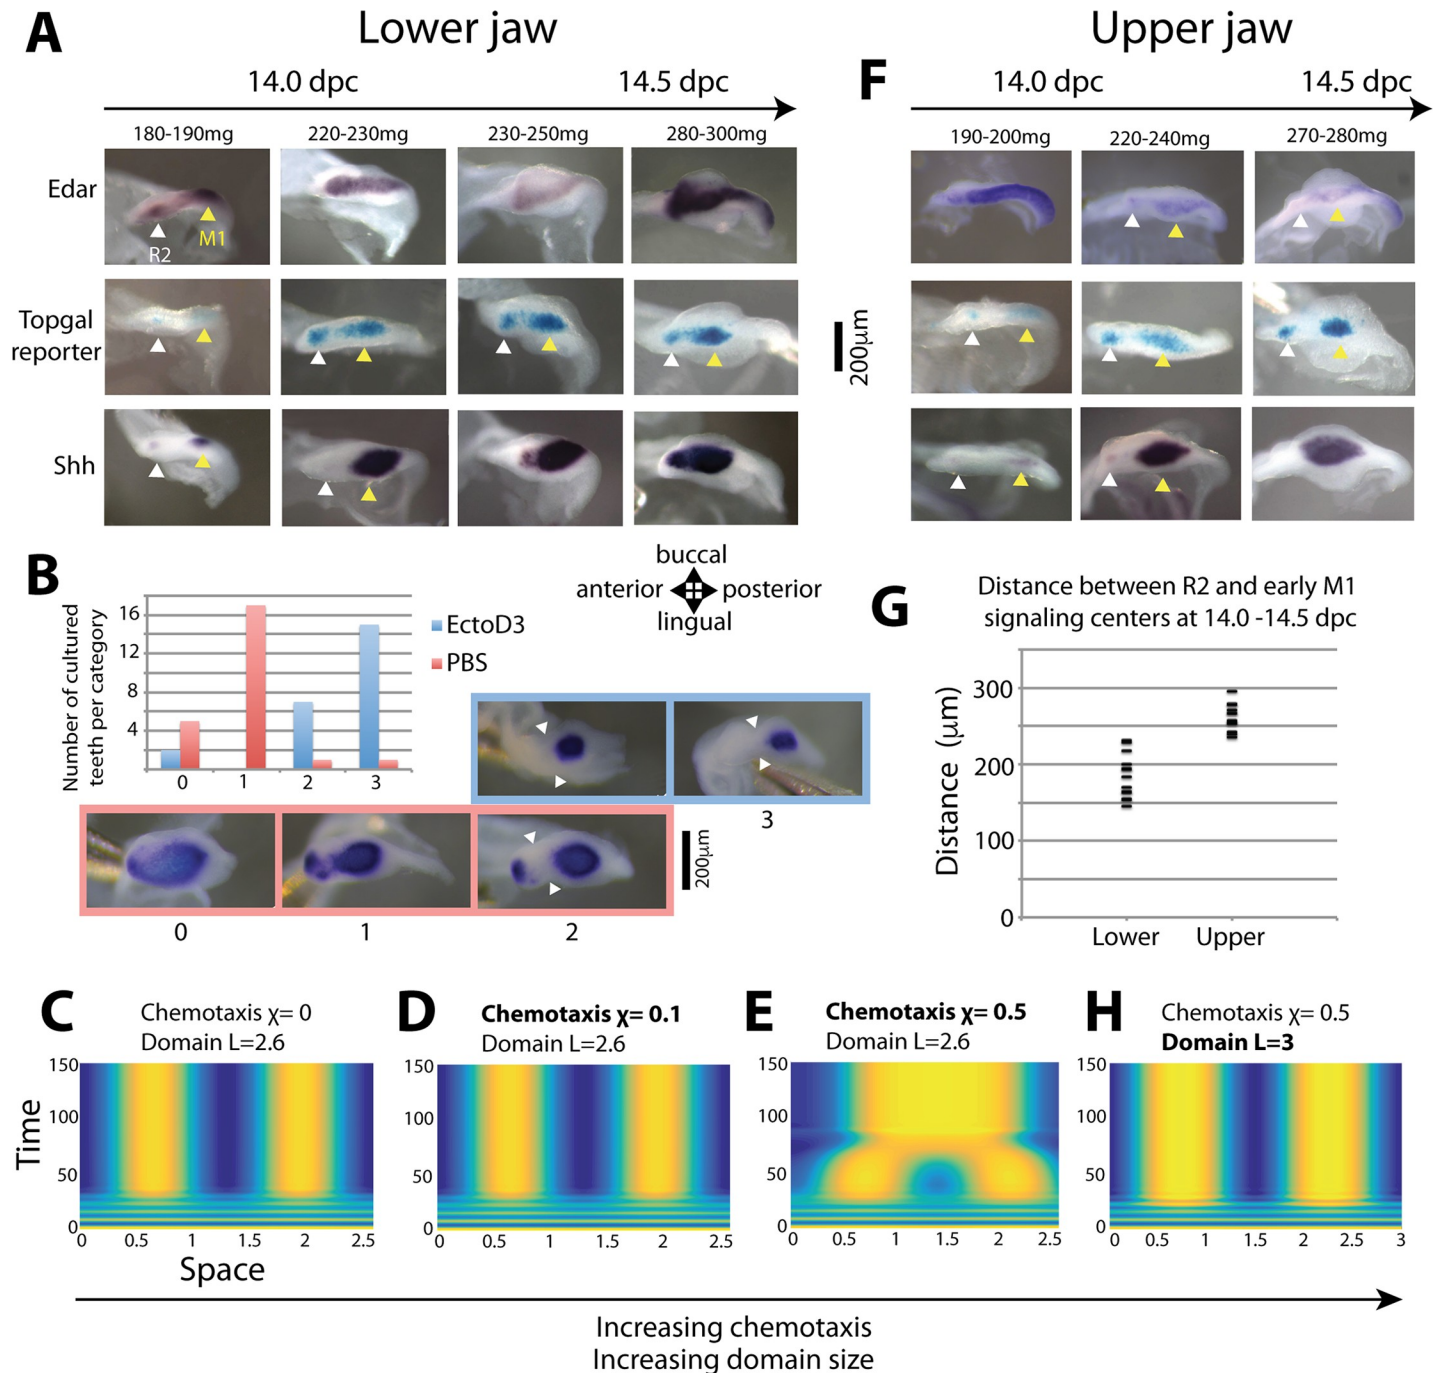 A
Lower jaw
14.0 dpc
14.5 dpc
180-190mg
220-230mg
230-250mg
280-300mg
Edar
R2
M1
Topgal
reporter
Shh
Upper jaw
F
14.0 dpc
14.5 dpc
190-200mg
220-240mg
270-280mg
200μm
B
Number of cultured
teeth per category
16
12
8
4
0
1
2
3
EctoD3
PBS
buccal
anterior
posterior
lingual
3
200μm
0
1
2
G
Distance between R2 and early M1
signaling centers at 14.0 -14.5 dpc
Distance (μm)
300
200
100
0
Lower
Upper
C
Chemotaxis χ= 0
Domain L=2.6
Time
150
100
50
0
0
0.5
1
1.5
2
2.5
Space
D
Chemotaxis χ= 0.1
Domain L=2.6
150
100
50
0
0
0.5
1
1.5
2
2.5
E
Chemotaxis χ= 0.5
Domain L=2.6
150
100
50
0
0
0.5
1
1.5
2
2.5
H
Chemotaxis χ= 0.5
Domain L=3
150
100
50
0
0
0.5
1
1.5
2
2.5
3
Increasing chemotaxis
Increasing domain size